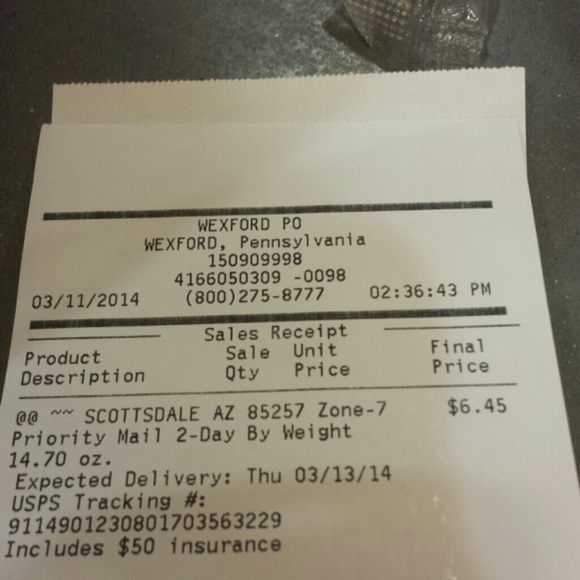 WEXFORD PO
WEXFORD, Pennsylvania
150909998
4166050309 -0098
03/11/2014 (800)275-8777 02:36:43 PM
Sales Receipt
Product Sale Unit Final
Description Qty Price Price
@@ ~~ SCOTTSDALE AZ 85257 Zone-7 $6.45
Priority Mail 2-Day By Weight
14.70 oz.
Expected Delivery: Thu 03/13/14
USPS Tracking #:
9114901230801703563229
Includes $50 insurance